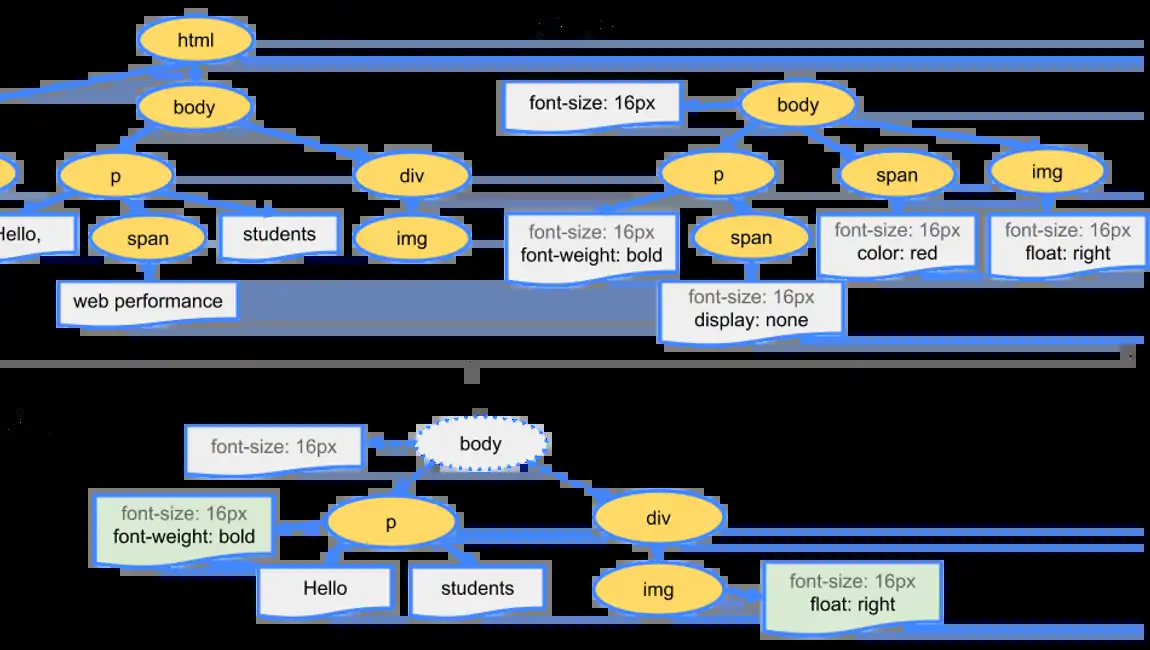 html
body
font-size: 16px
body
p
div
p
span
img
Hello,
span
students
img
font-size: 16px
font-weight: bold
span
font-size: 16px
color: red
font-size: 16px
float: right
web performance
font-size: 16px
display: none
font-size: 16px
body
font-size: 16px
font-weight: bold
p
div
Hello
students
img
font-size: 16px
float: right